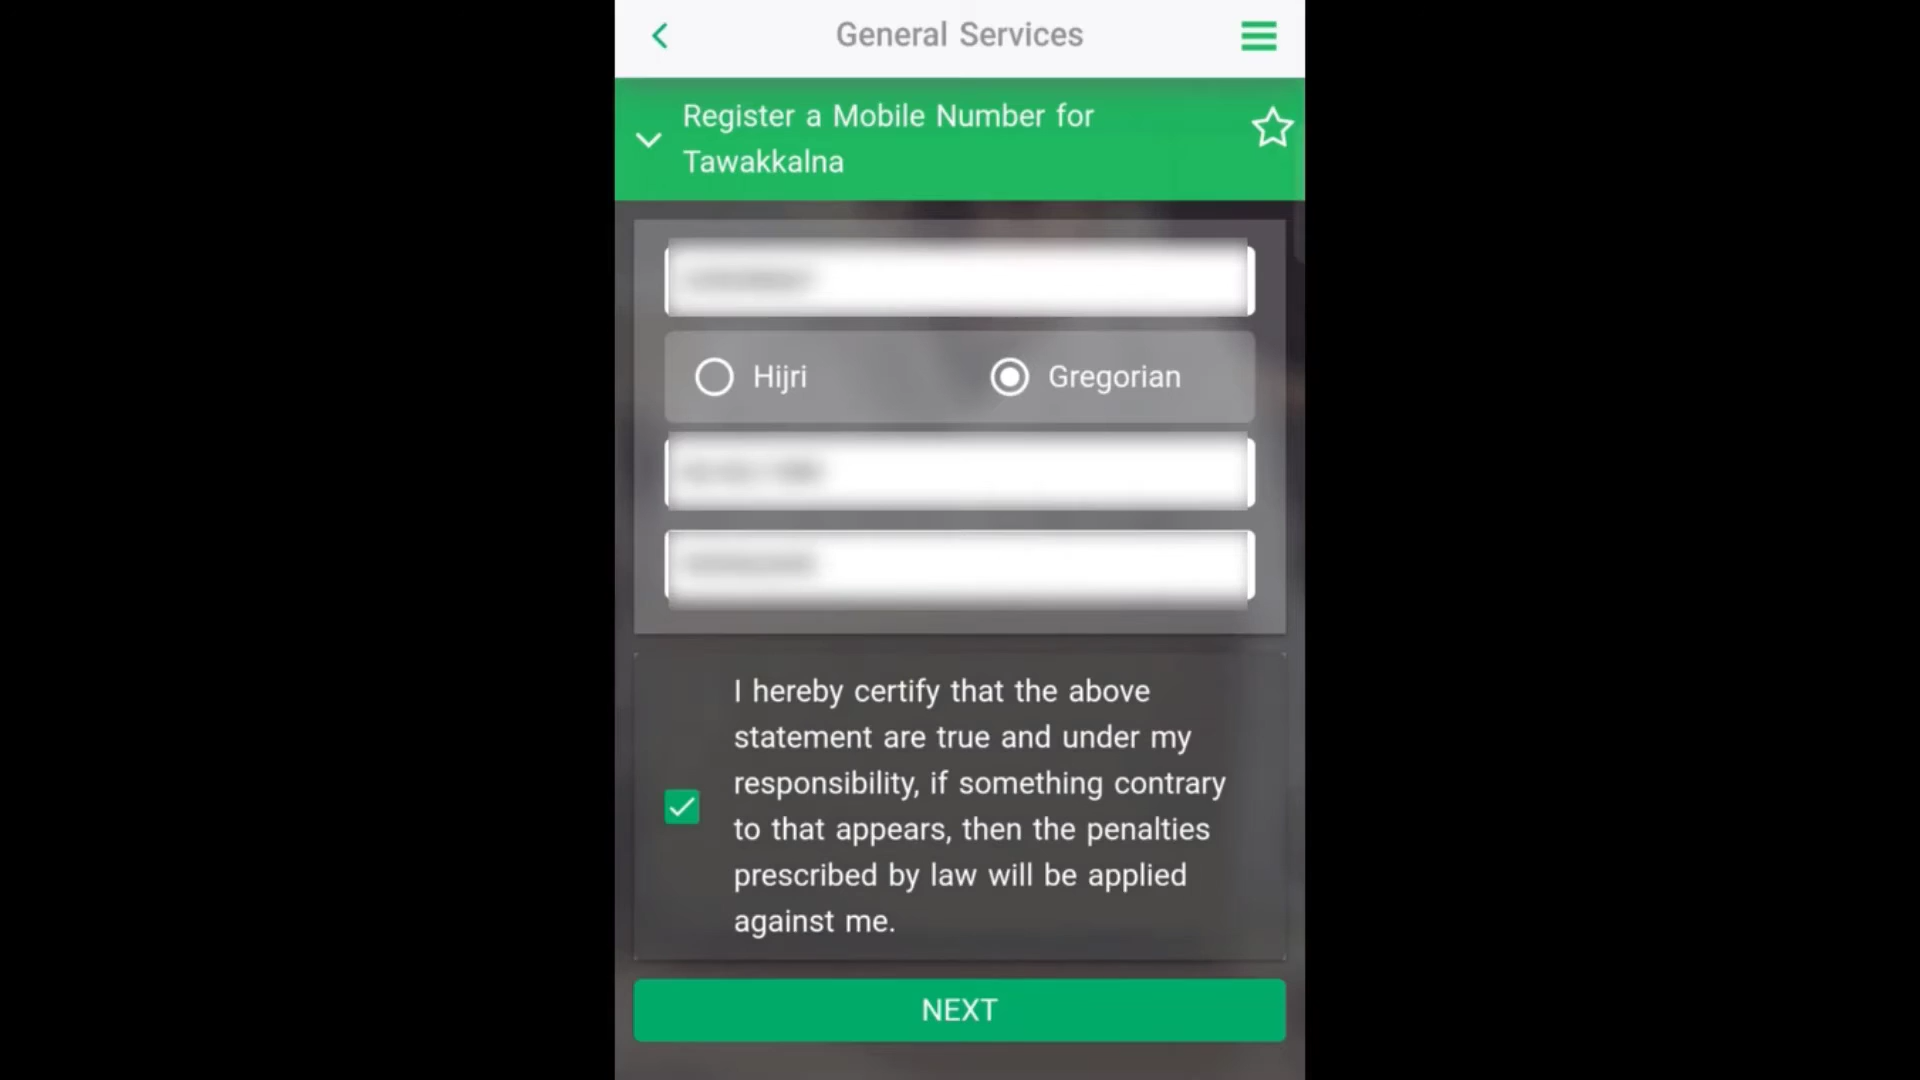 General Services
Register a Mobile Number for
Tawakkalna
Hijri
Gregorian
I hereby certify that the above
statement are true and under my
responsibility, if something contrary
to that appears, then the penalties
prescribed by law will be applied
against me.
NEXT